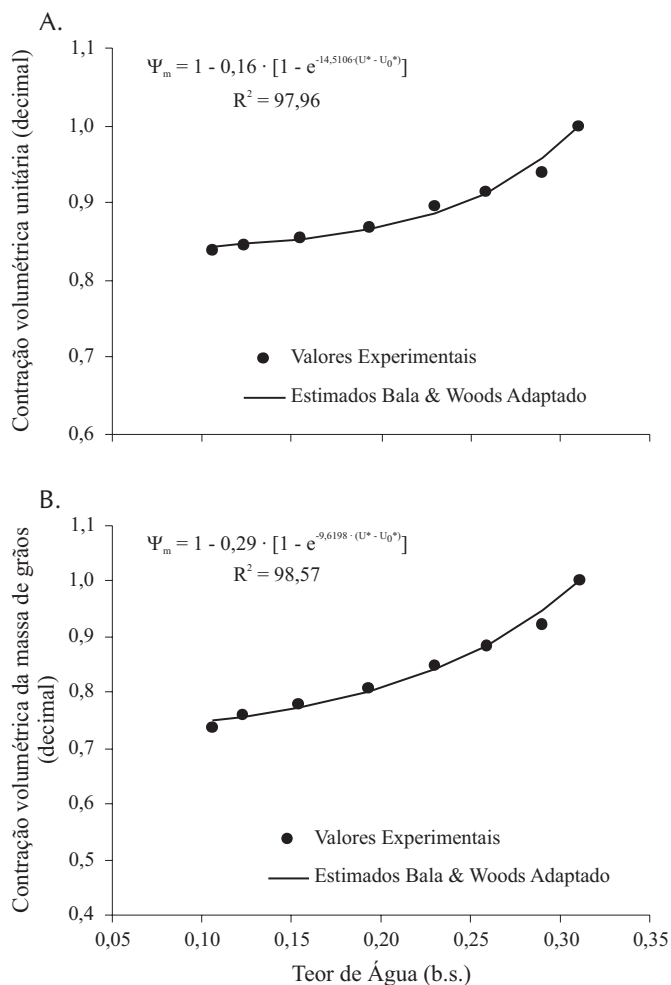 A.
Contração volumétrica unitária (decimal)
1,1
1,0
0,9
0,8
0,7
0,6
Ψm = 1 - 0,16 · [1 - e^-14,5106·(U* - U0*)]
R² = 97,96
Valores Experimentais
Estimados Bala & Woods Adaptado
B.
Contração volumétrica da massa de grãos
(decimal)
1,1
1,0
0,9
0,8
0,7
0,6
0,5
0,4
Ψm = 1 - 0,29 · [1 - e^-9,6198 · (U* - U0*)]
R² = 98,57
Valores Experimentais
Estimados Bala & Woods Adaptado
0,05 0,10 0,15 0,20 0,25 0,30 0,35
Teor de Água (b.s.)